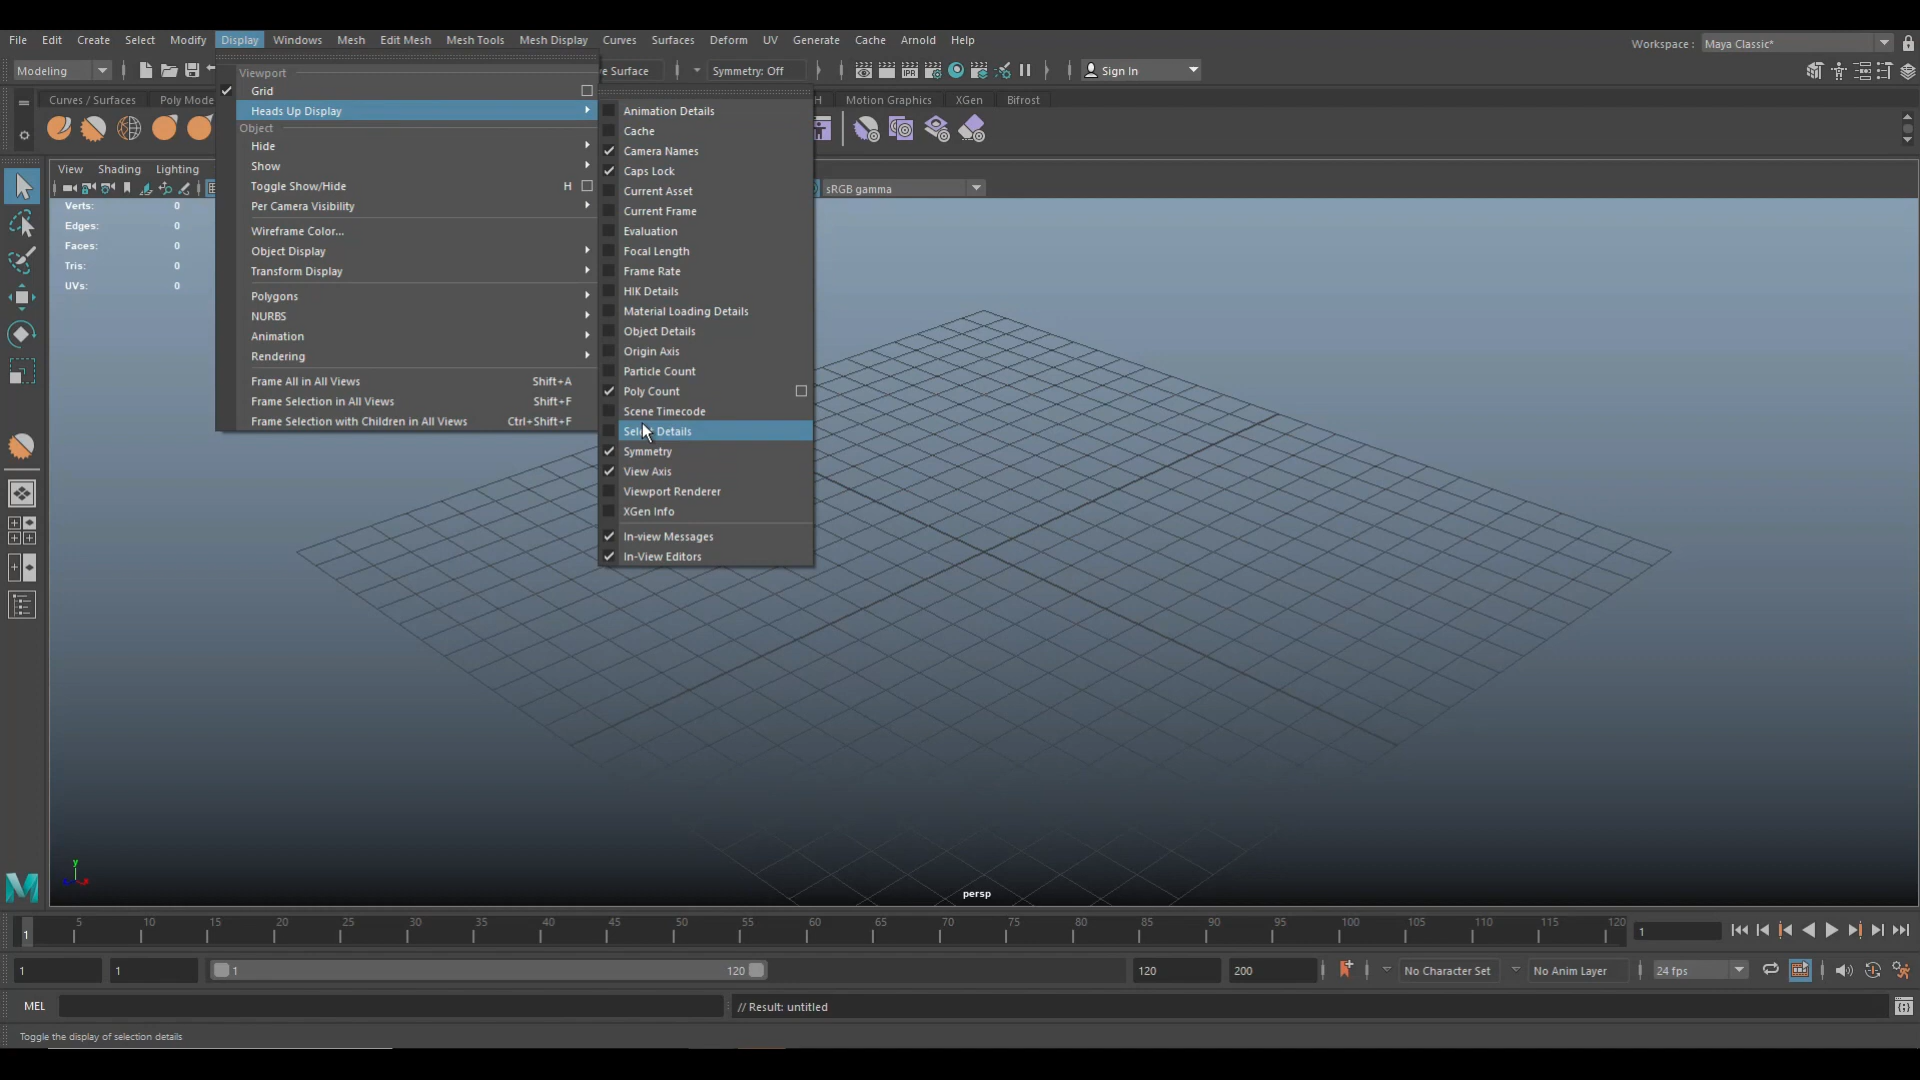 File Edit Create Select Modify Display Windows Mesh Edit Mesh Mesh Tools Mesh Display Curves Surfaces Deform UV Generate Cache Arnold Help Workspace : Maya Classic*
Modeling e Surface Symmetry: Off IPR Sign In
Curves / Surfaces Poly Mode H Motion Graphics XGen Bifrost
Viewport
Grid
Heads Up Display
Object
Hide
Show
Toggle Show/Hide H
Per Camera Visibility
Wireframe Color...
Object Display
Transform Display
Polygons
NURBS
Animation
Rendering
Frame All in All Views Shift+A
Frame Selection in All Views Shift+F
Frame Selection with Children in All Views Ctrl+Shift+F
Animation Details
Cache
Camera Names
Caps Lock
Current Asset
Current Frame
Evaluation
Focal Length
Frame Rate
HIK Details
Material Loading Details
Object Details
Origin Axis
Particle Count
Poly Count
Scene Timecode
Select Details
Symmetry
View Axis
Viewport Renderer
XGen Info
In-view Messages
In-View Editors
View Shading Lighting
sRGB gamma
Verts: 0
Edges: 0
Faces: 0
Tris: 0
UVs: 0
y
persp
1 5 10 15 20 25 30 35 40 45 50 55 60 65 70 75 80 85 90 95 100 105 110 115 120 1
1 1 1 120 120 200 No Character Set No Anim Layer 24 fps
MEL // Result: untitled
Toggle the display of selection details